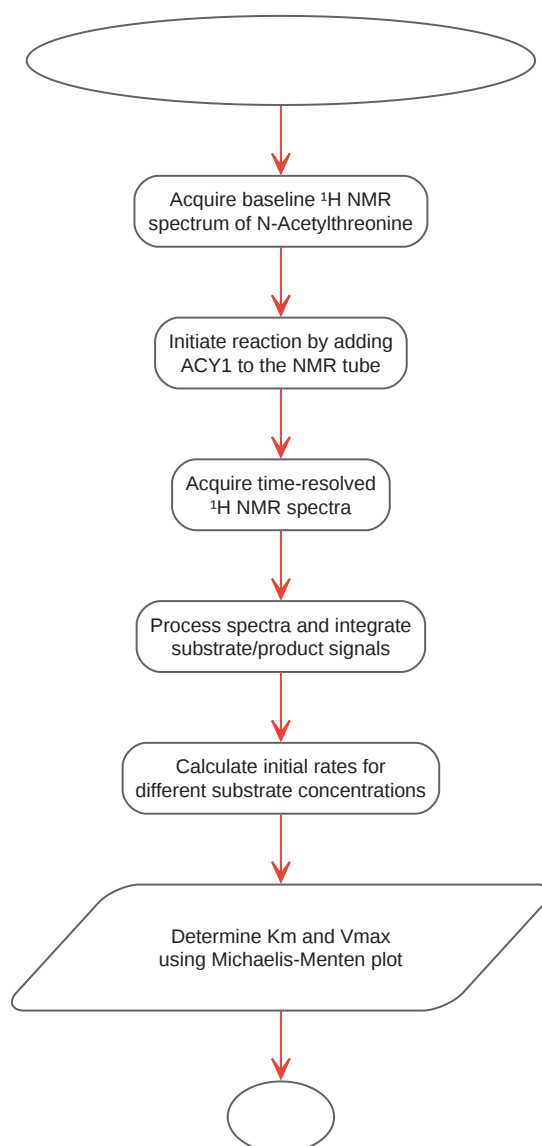 Acquire baseline ¹H NMR
spectrum of N-Acetylthreonine
Initiate reaction by adding
ACY1 to the NMR tube
Acquire time-resolved
¹H NMR spectra
Process spectra and integrate
substrate/product signals
Calculate initial rates for
different substrate concentrations
Determine Km and Vmax
using Michaelis-Menten plot